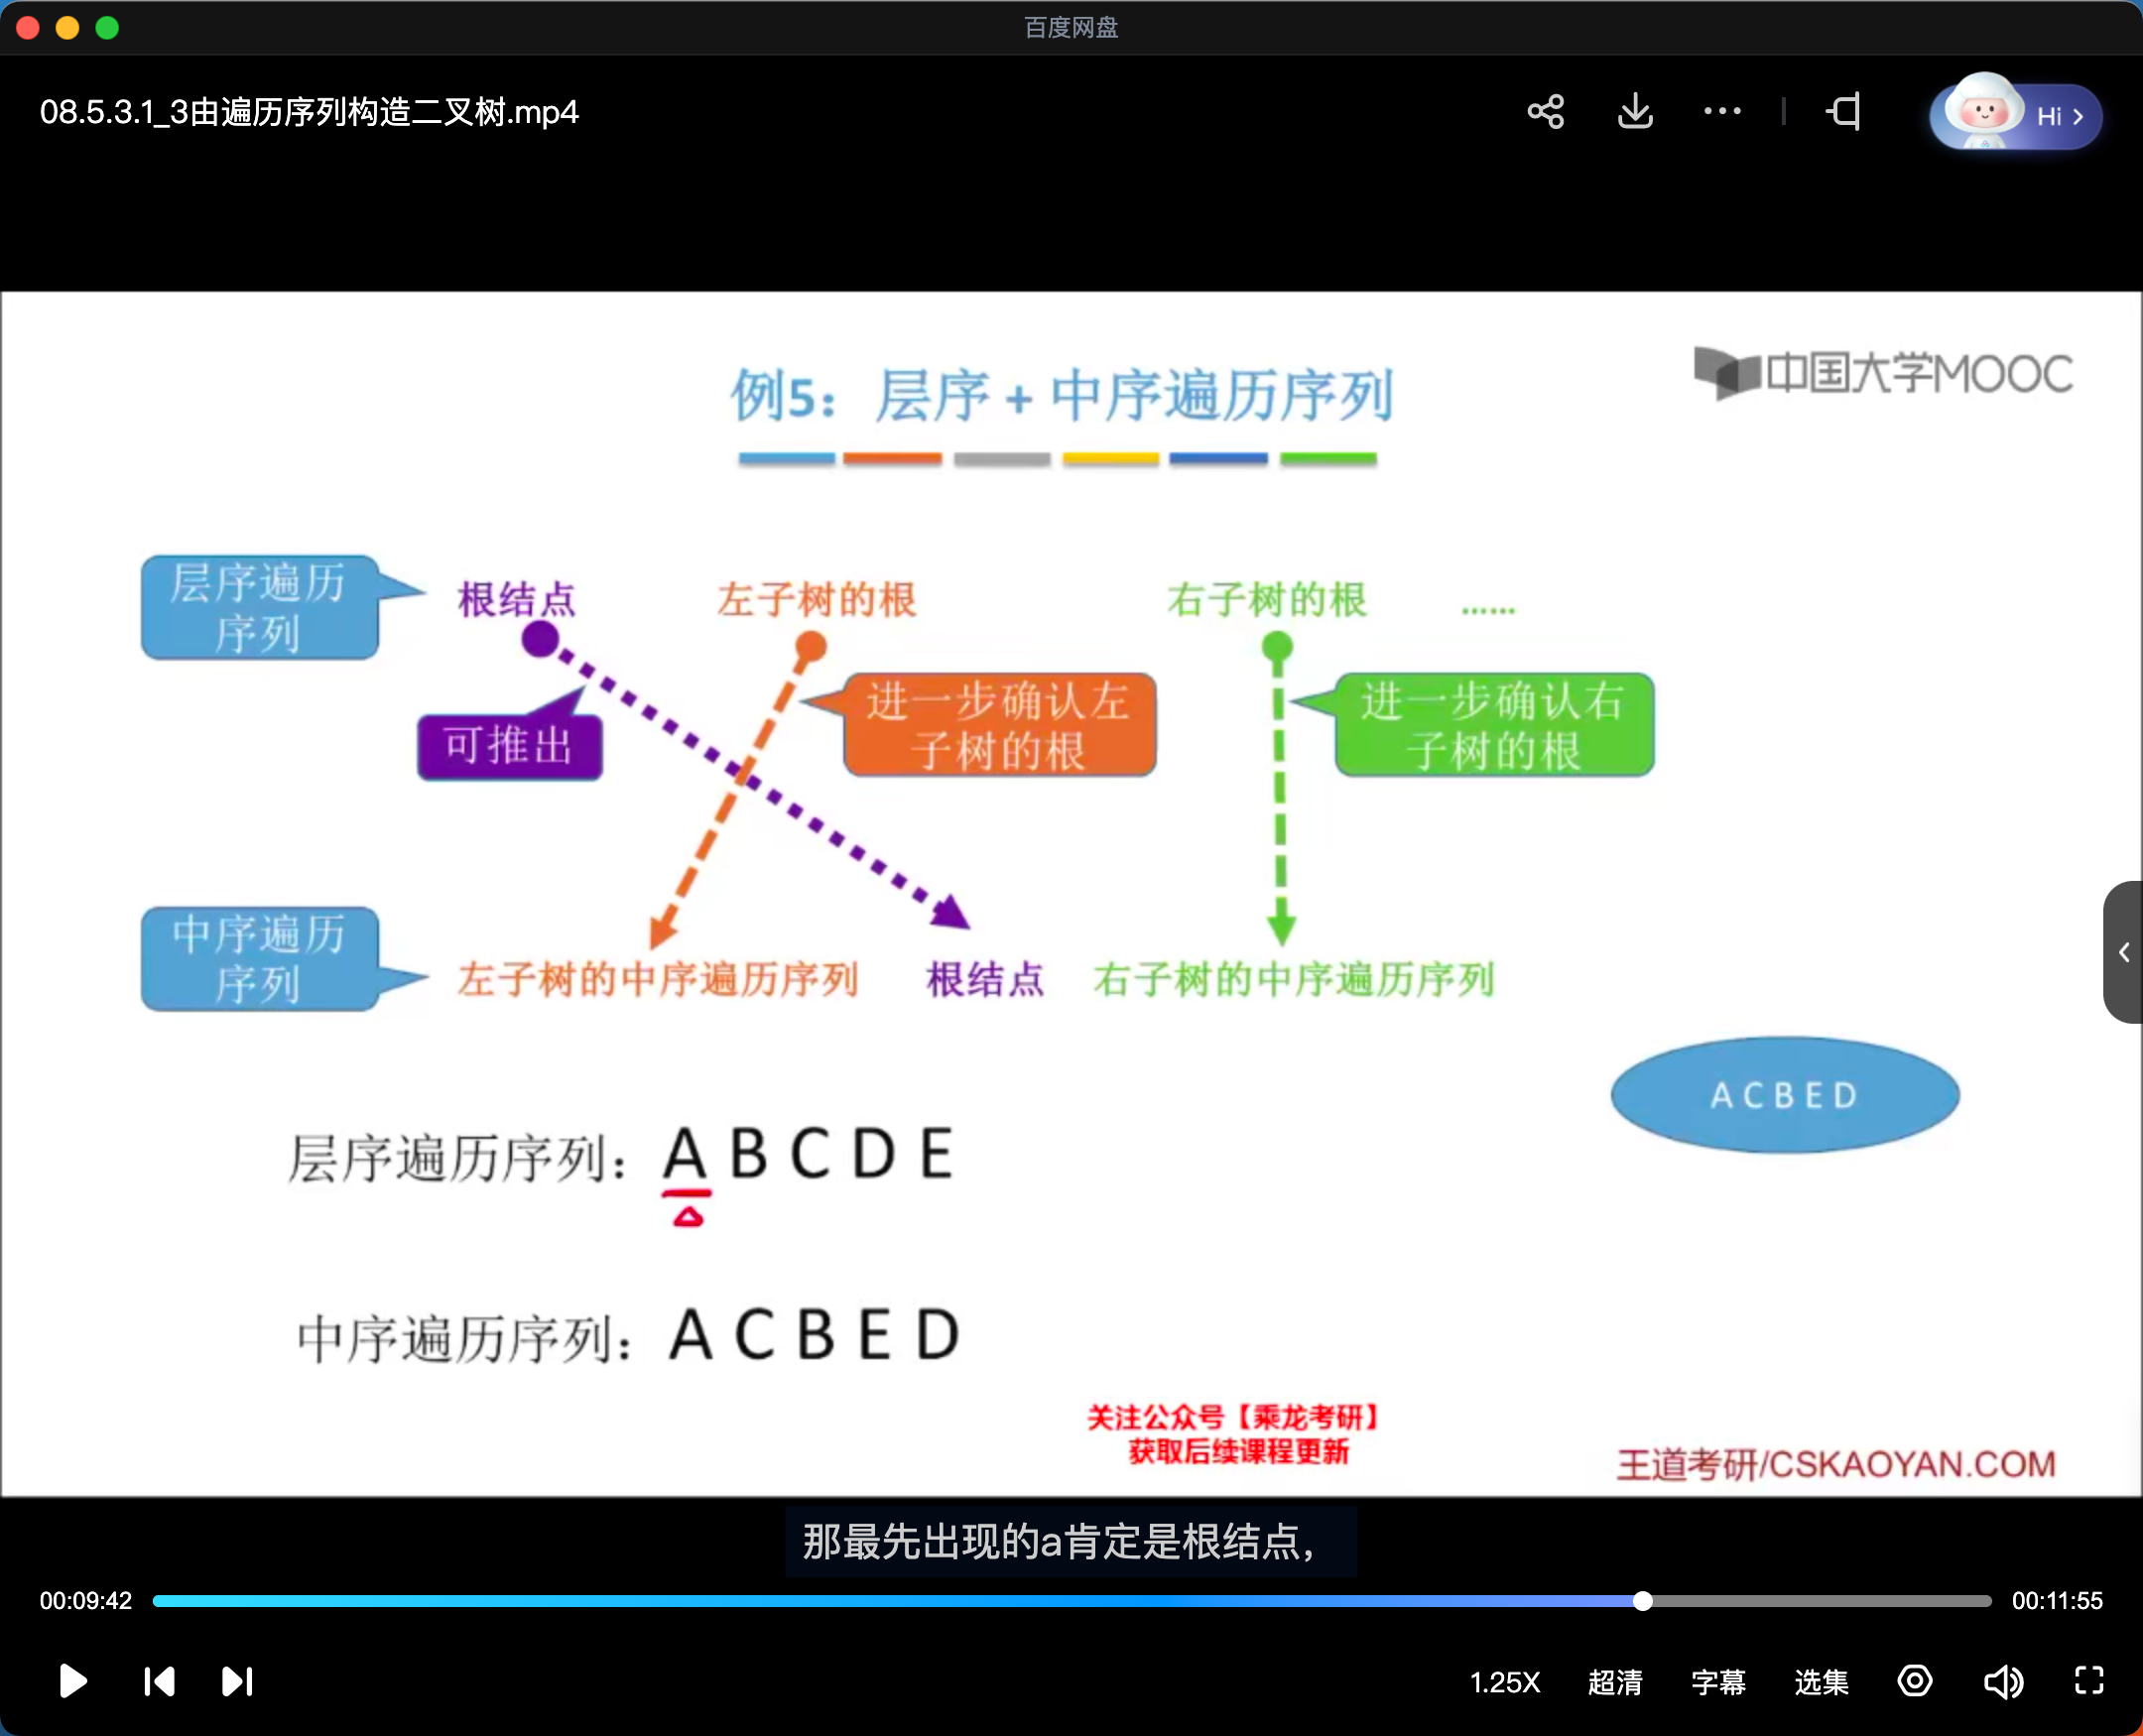 百度网盘
08.5.3.1_3由遍历序列构造二叉树.mp4
Hi
例5：层序 + 中序遍历序列
中国大学MOOC
层序遍历
序列
根结点
左子树的根
右子树的根
……
可推出
进一步确认左
子树的根
进一步确认右
子树的根
中序遍历
序列
左子树的中序遍历序列
根结点
右子树的中序遍历序列
A C B E D
层序遍历序列：A B C D E
中序遍历序列：A C B E D
关注公众号【乘龙考研】
获取后续课程更新
王道考研/CSKAOYAN.COM
那最先出现的a肯定是根结点，
00:09:42
00:11:55
1.25X
超清
字幕
选集